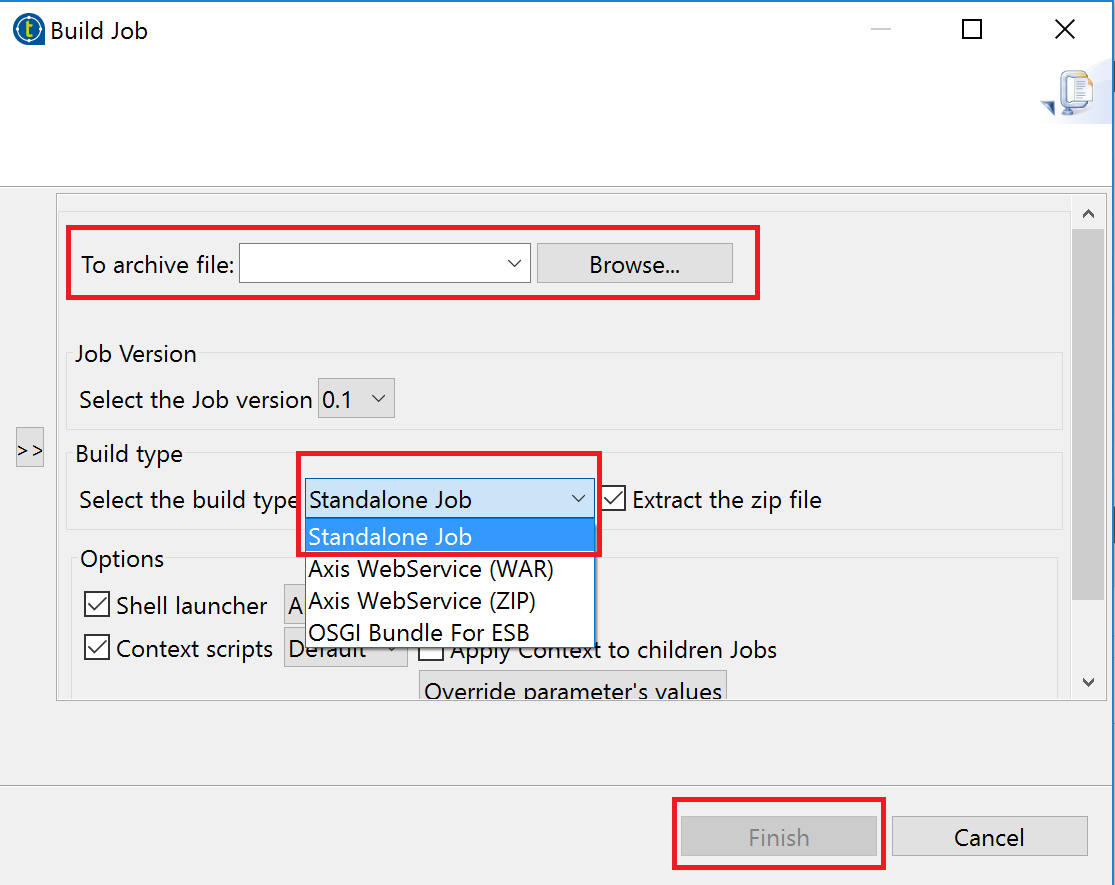 Build Job
To archive file:
Browse...
Job Version
Select the Job version 0.1
>>
Build type
Select the build type Standalone Job Extract the zip file
Standalone Job
Options
Axis WebService (WAR)
Shell launcher
Axis WebService (ZIP)
OSGI Bundle For ESB
Context scripts Default Apply Context to children Jobs
Override parameter's values
Finish Cancel